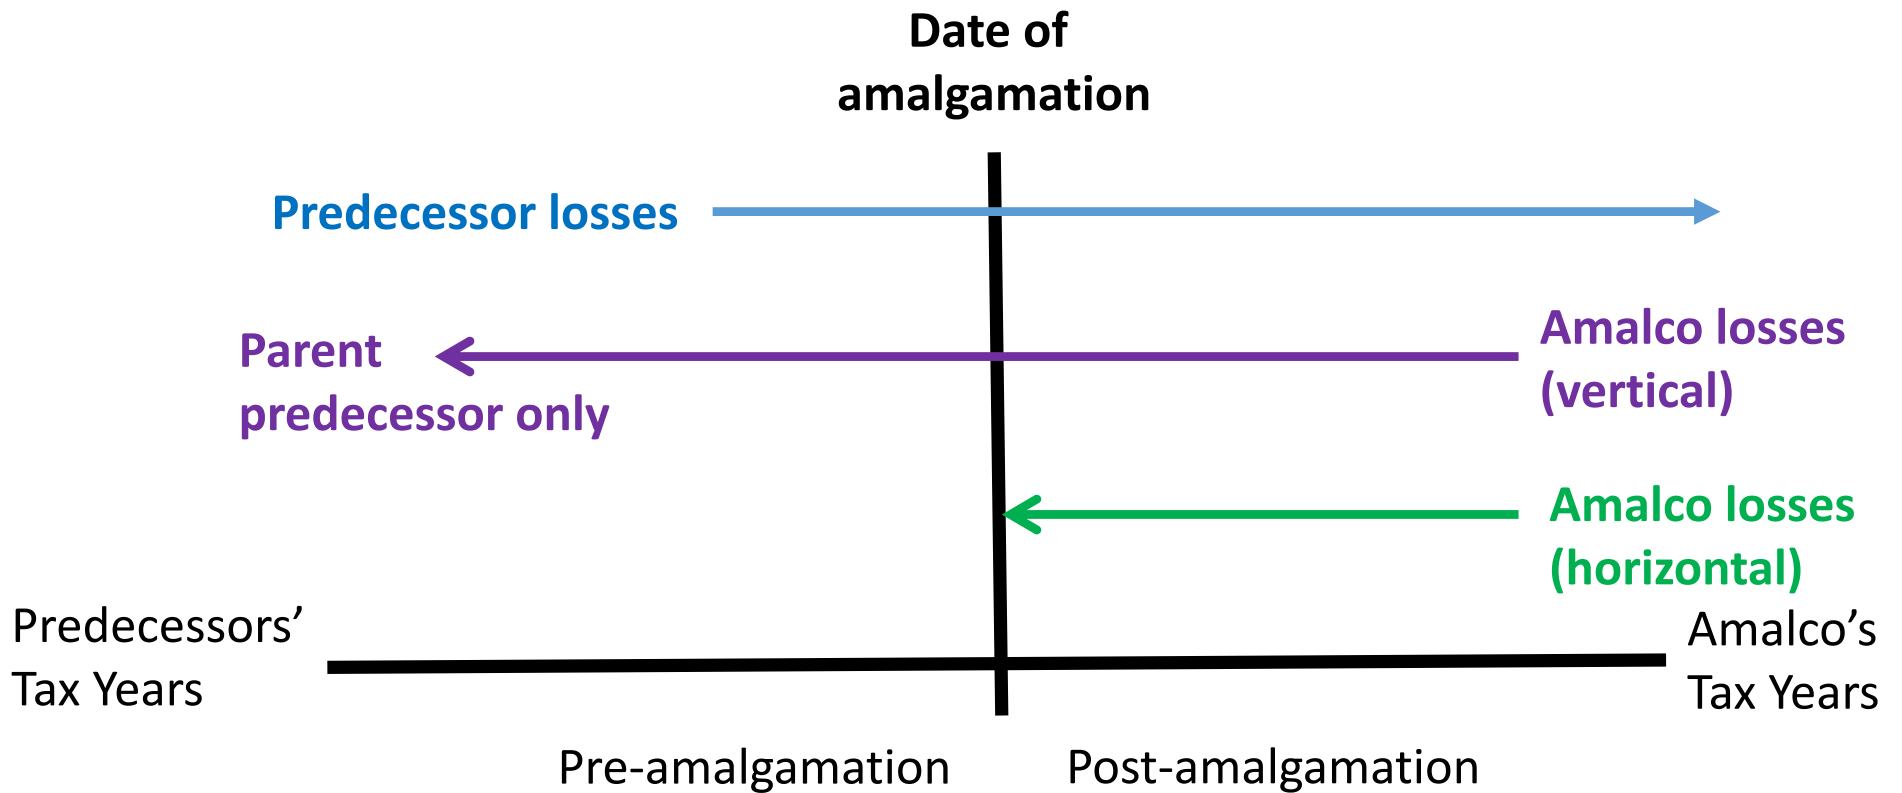 Date of
amalgamation
Predecessor losses
Parent
predecessor only
Amalco losses
(vertical)
Amalco losses
(horizontal)
Predecessors’
Tax Years
Amalco’s
Tax Years
Pre-amalgamation
Post-amalgamation